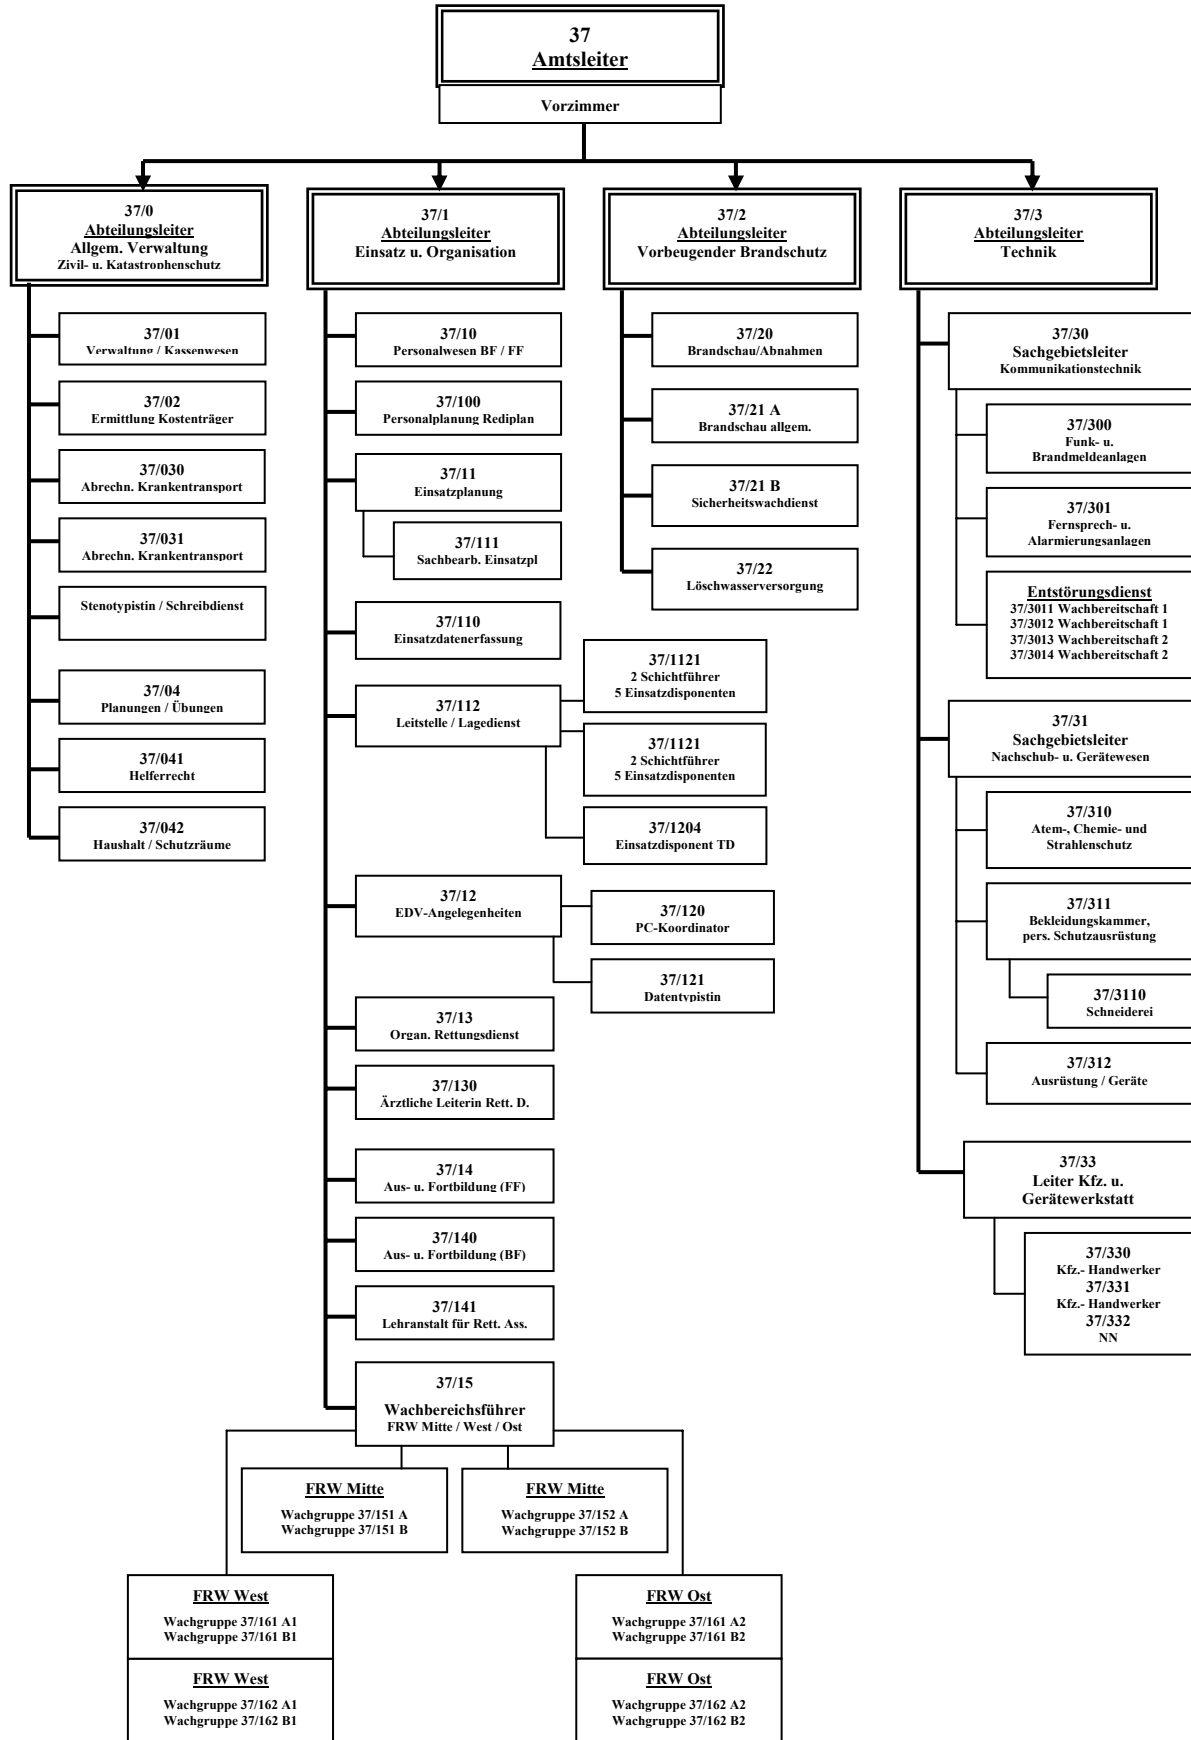 37
Amtsleiter
Vorzimmer
37/0
Abteilungsleiter
Allgem. Verwaltung
Zivil- u. Katastrophenschutz
37/01
Verwaltung / Kassenwesen
37/02
Ermittlung Kostenträger
37/030
Abrechn. Krankentransport
37/031
Abrechn. Krankentransport
Stenotypistin / Schreibdienst
37/04
Planungen / Übungen
37/041
Helferrecht
37/042
Haushalt / Schutzräume
37/1
Abteilungsleiter
Einsatz u. Organisation
37/10
Personalwesen BF / FF
37/100
Personalplanung Rediplan
37/11
Einsatzplanung
37/111
Sachbearb. Einsatzpl
37/110
Einsatzdatenerfassung
37/112
Leitstelle / Lagedienst
37/1121
2 Schichtführer
5 Einsatzdisponenten
37/1121
2 Schichtführer
5 Einsatzdisponenten
37/1204
Einsatzdisponent TD
37/12
EDV-Angelegenheiten
37/120
PC-Koordinator
37/121
Datentypistin
37/13
Organ. Rettungsdienst
37/130
Ärztliche Leiterin Rett. D.
37/14
Aus- u. Fortbildung (FF)
37/140
Aus- u. Fortbildung (BF)
37/141
Lehranstalt für Rett. Ass.
37/15
Wachbereichsführer
FRW Mitte / West / Ost
FRW Mitte
Wachgruppe 37/151 A
Wachgruppe 37/151 B
FRW Mitte
Wachgruppe 37/152 A
Wachgruppe 37/152 B
FRW West
Wachgruppe 37/161 A1
Wachgruppe 37/161 B1
FRW West
Wachgruppe 37/162 A1
Wachgruppe 37/162 B1
FRW Ost
Wachgruppe 37/161 A2
Wachgruppe 37/161 B2
FRW Ost
Wachgruppe 37/162 A2
Wachgruppe 37/162 B2
37/2
Abteilungsleiter
Vorbeugender Brandschutz
37/20
Brandschau/Abnahmen
37/21 A
Brandschau allgem.
37/21 B
Sicherheitswachdienst
37/22
Löschwasserversorgung
37/3
Abteilungsleiter
Technik
37/30
Sachgebietsleiter
Kommunikationstechnik
37/300
Funk- u.
Brandmeldeanlagen
37/301
Fernsprech- u.
Alarmierungsanlagen
Entstörungsdienst
37/3011 Wachbereitschaft 1
37/3012 Wachbereitschaft 1
37/3013 Wachbereitschaft 2
37/3014 Wachbereitschaft 2
37/31
Sachgebietsleiter
Nachschub- u. Gerätewesen
37/310
Atem-, Chemie- und
Strahlenschutz
37/311
Bekleidungskammer,
pers. Schutzausrüstung
37/3110
Schneiderei
37/312
Ausrüstung / Geräte
37/33
Leiter Kfz. u.
Gerätewerkstatt
37/330
Kfz.- Handwerker
37/331
Kfz.- Handwerker
37/332
NN